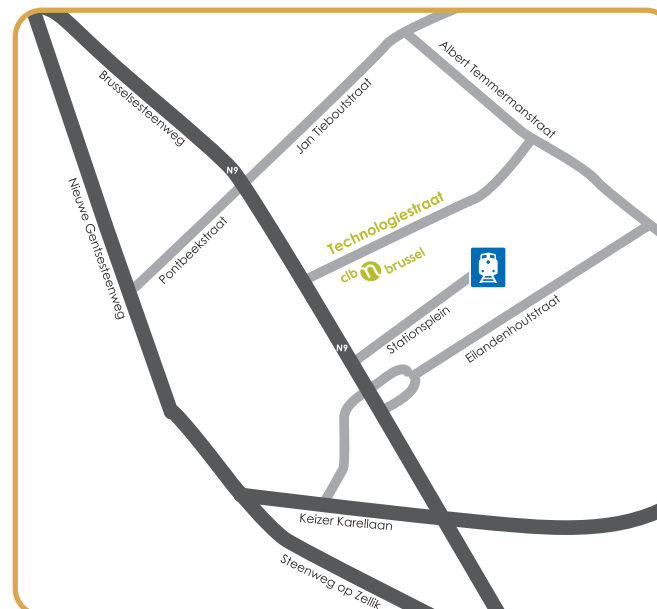 Albert Temmermanstraat
Brusselsesteenweg
Jan Tieboutstraat
N9
Nieuwe Gentsesteenweg
Technologiestraat
Pontbeekstraat
clb n brussel
Stationsplein
Eilandenhoutstraat
N9
Keizer Karellaan
Steenweg op Zellik